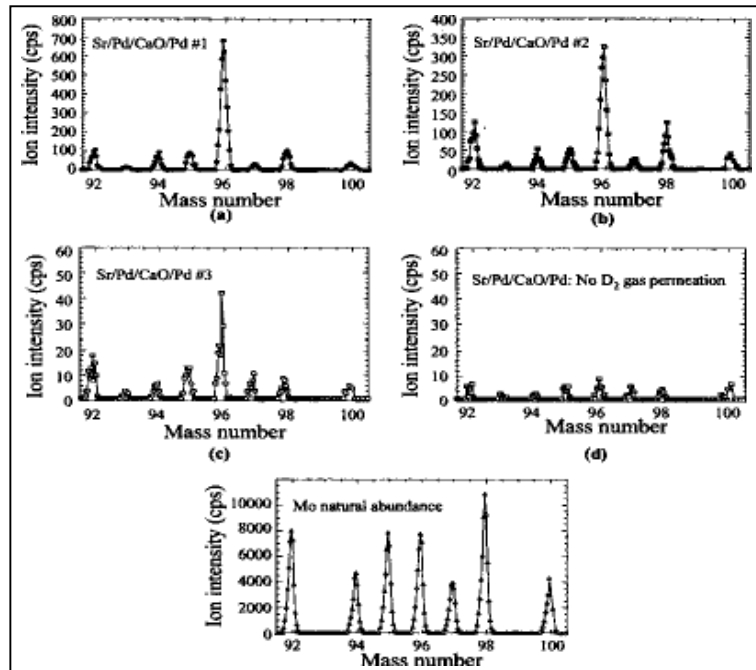 Sr/Pd/CaO/Pd #1
Ion intensity (cps)
800
700
600
500
400
300
200
100
0
92 94 96 98 100
Mass number
(a)
Sr/Pd/CaO/Pd #2
Ion intensity (cps)
400
350
300
250
200
150
100
50
0
92 94 96 98 100
Mass number
(b)
Sr/Pd/CaO/Pd #3
Ion intensity (cps)
60
50
40
30
20
10
0
92 94 96 98 100
Mass number
(c)
Sr/Pd/CaO/Pd: No D₂ gas permeation
Ion intensity (cps)
60
50
40
30
20
10
0
92 94 96 98 100
Mass number
(d)
Mo natural abundance
Ion intensity (cps)
10000
8000
6000
4000
2000
0
92 94 96 98 100
Mass number